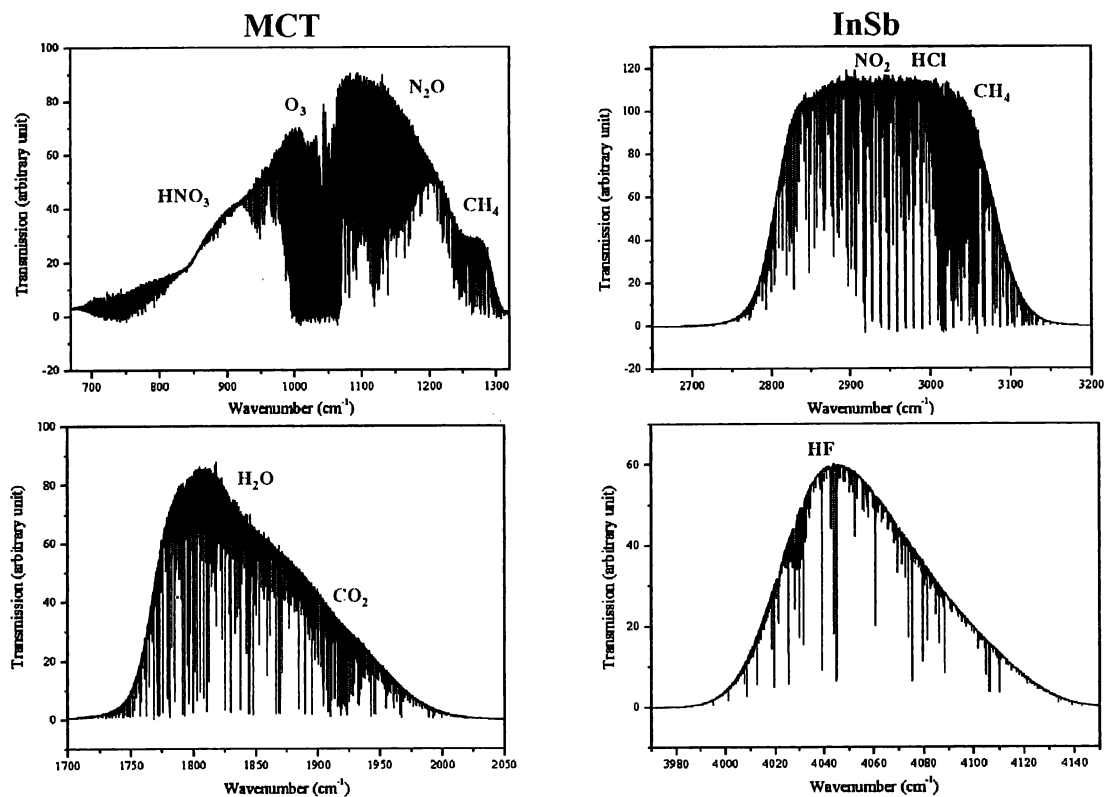 MCT
InSb
100
80
60
40
20
0
-20
Transmission (arbitrary unit)
HNO3
O3
N2O
CH4
700 800 900 1000 1100 1200 1300
Wavenumber (cm-1)
120
100
80
60
40
20
0
-20
Transmission (arbitrary unit)
NO2 HCl
CH4
2700 2800 2900 3000 3100 3200
Wavenumber (cm-1)
100
80
60
40
20
0
Transmission (arbitrary unit)
H2O
CO2
1700 1750 1800 1850 1900 1950 2000 2050
Wavenumber (cm-1)
60
40
20
0
Transmission (arbitrary unit)
HF
3980 4000 4020 4040 4060 4080 4100 4120 4140
Wavenumber (cm-1)